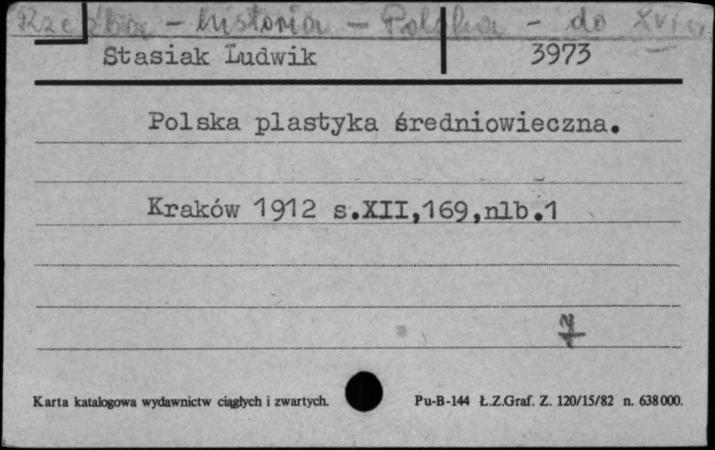 Rzeźba - historia - Polska - do XVI w.
Stasiak Ludwik 3973
Polska plastyka średniowieczna.
Kraków 1912 s.XII,169,nlb.1
Karta katalogowa wydawnictw ciągłych i zwartych. Pu-B-144 Ł.Z.Graf. Z. 120/15/82 n. 638000.